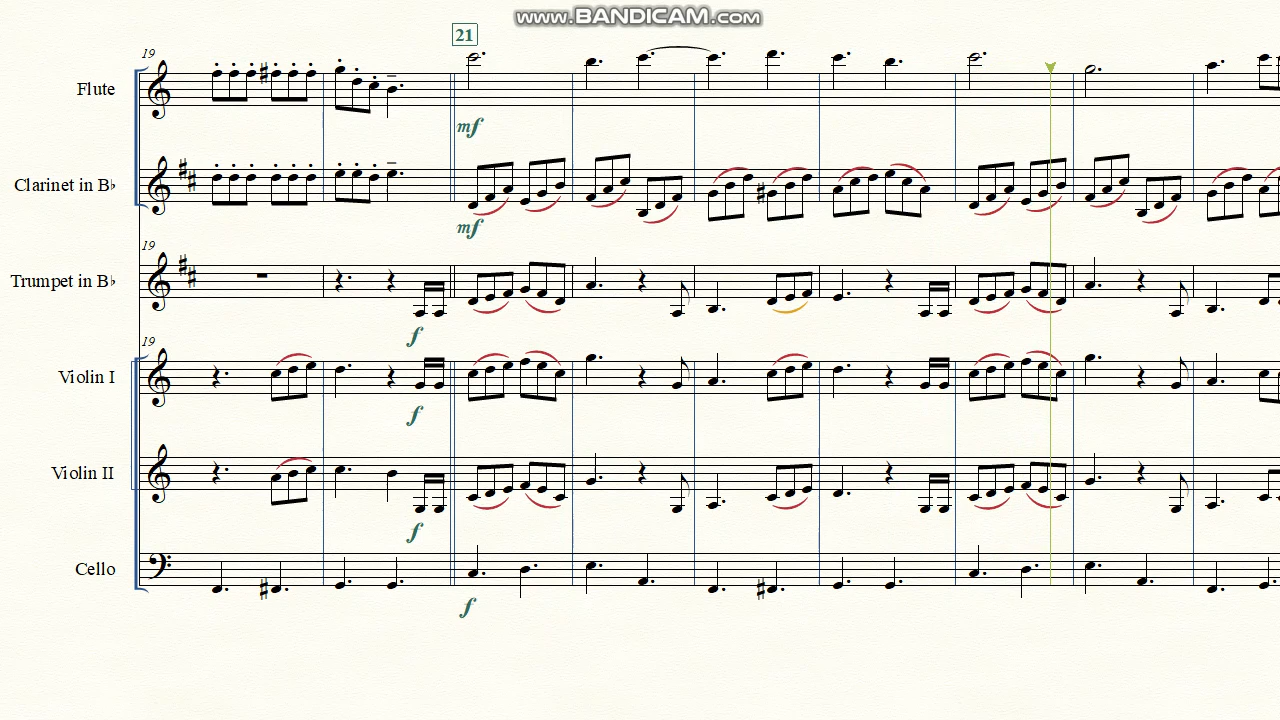 www.BANDICAM.com
21
19
Flute
mf
Clarinet in B♭
mf
19
Trumpet in B♭
f
19
Violin I
f
Violin II
f
Cello
f